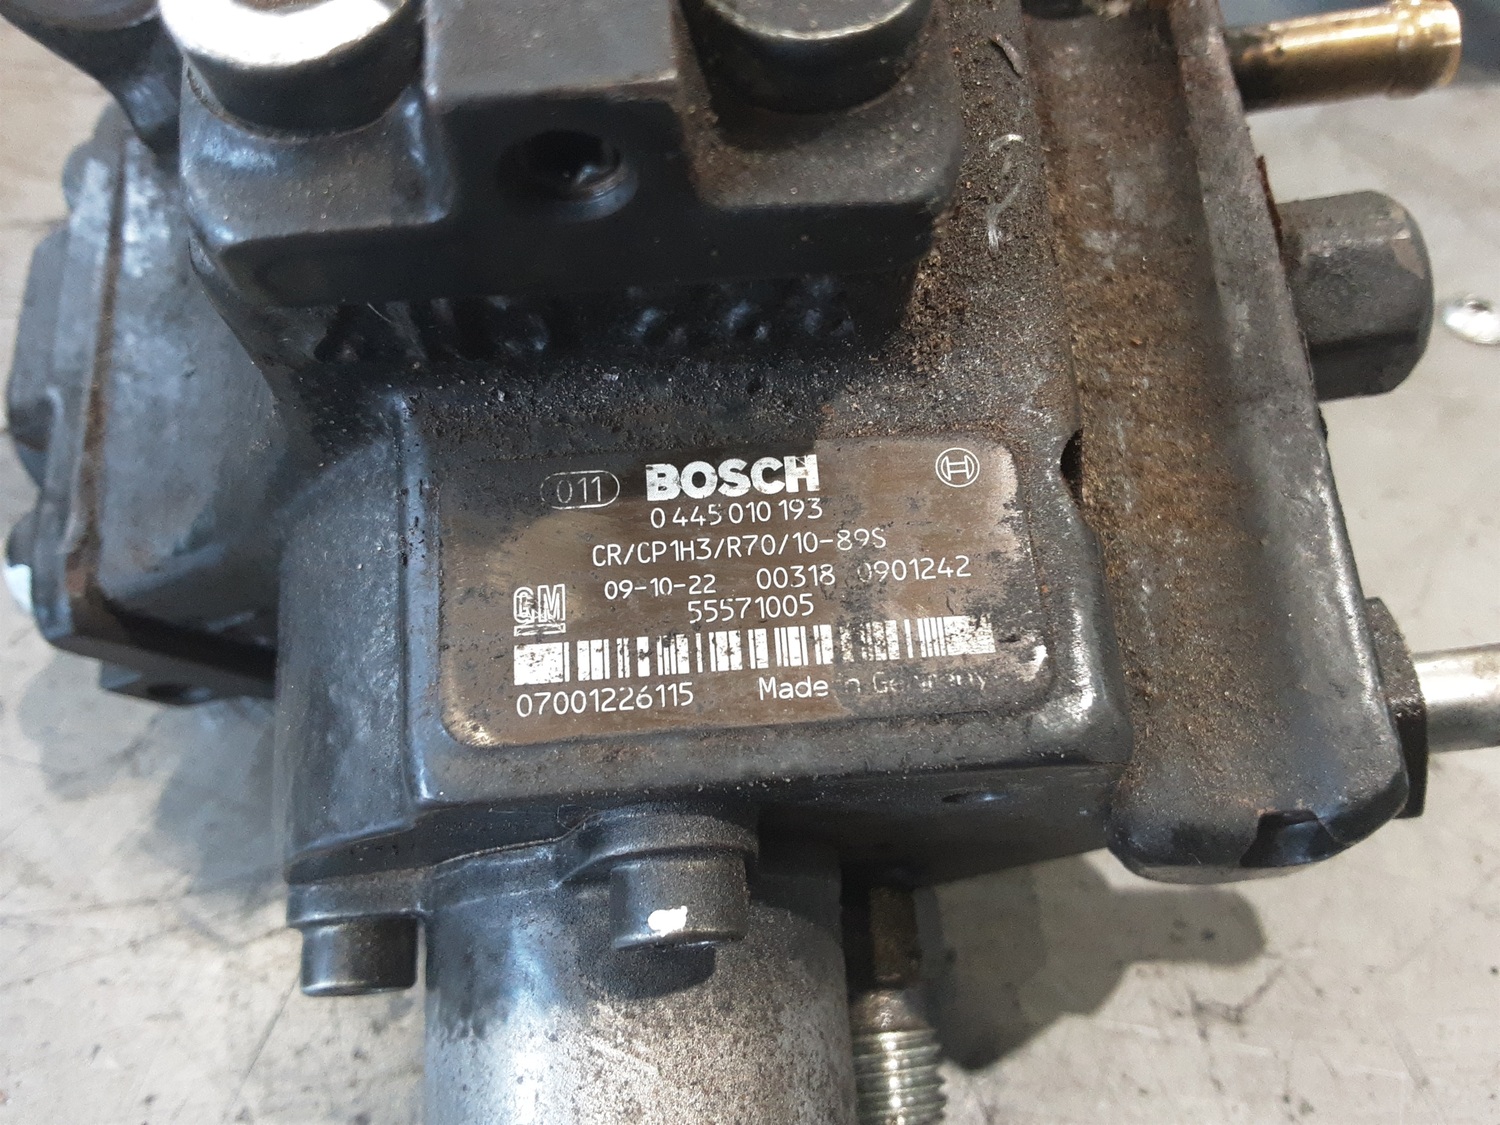 011 BOSCH
0 445 010 193
CR/CP1H3/R70/10-89S
09-10-22 00318 0901242
GM 55571005
07001226115 Made in Germany